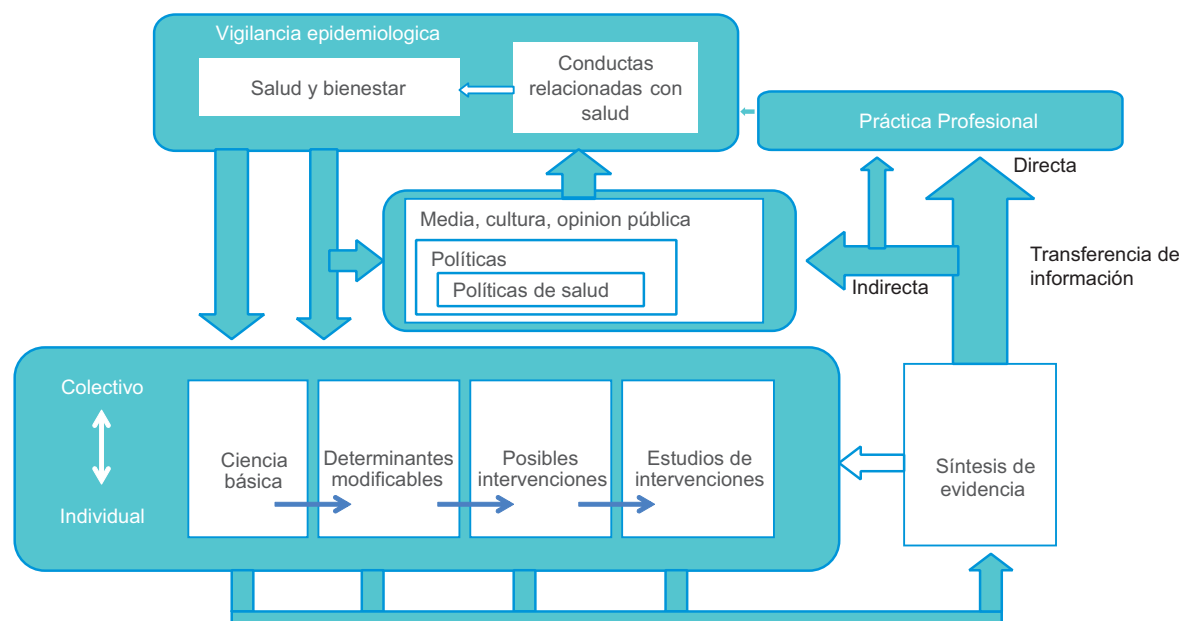 Vigilancia epidemiologica
Salud y bienestar
Conductas
relacionadas con
salud
Práctica Profesional
Directa
Media, cultura, opinion pública
Políticas
Políticas de salud
Indirecta
Transferencia de
información
Colectivo
Individual
Ciencia
básica
Determinantes
modificables
Posibles
intervenciones
Estudios de
intervenciones
Síntesis de
evidencia